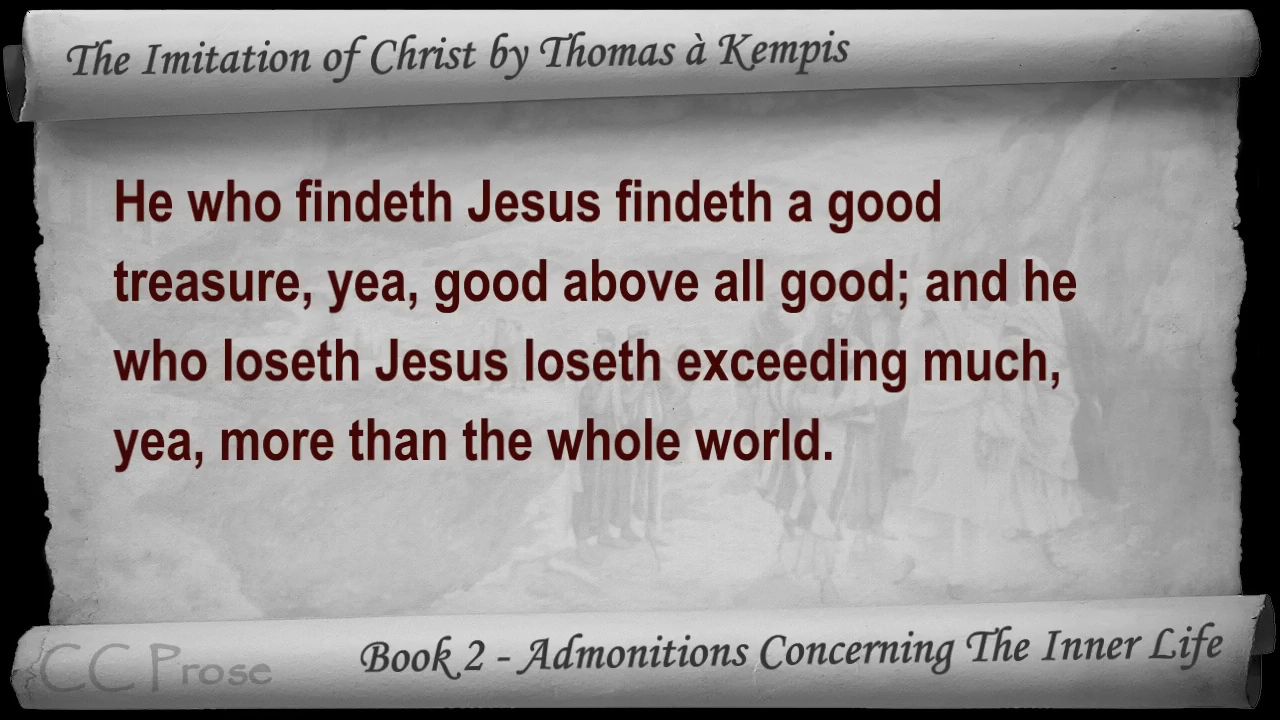 The Imitation of Christ by Thomas à Kempis
He who findeth Jesus findeth a good
treasure, yea, good above all good; and he
who loseth Jesus loseth exceeding much,
yea, more than the whole world.
CC Prose
Book 2 - Admonitions Concerning The Inner Life